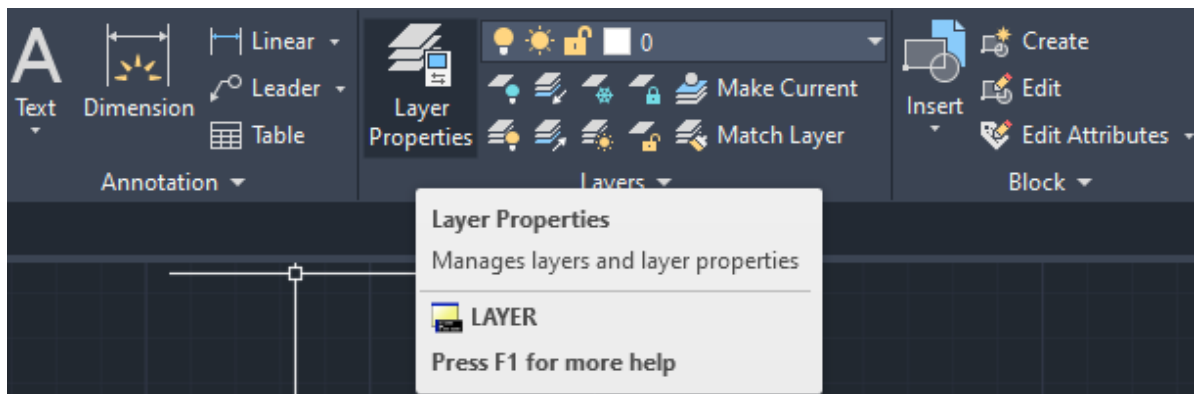 Text
Dimension
Linear
Leader
Table
Annotation
Layer
Properties
0
Make Current
Match Layer
Layers
Insert
Create
Edit
Edit Attributes
Block
Layer Properties
Manages layers and layer properties
LAYER
Press F1 for more help